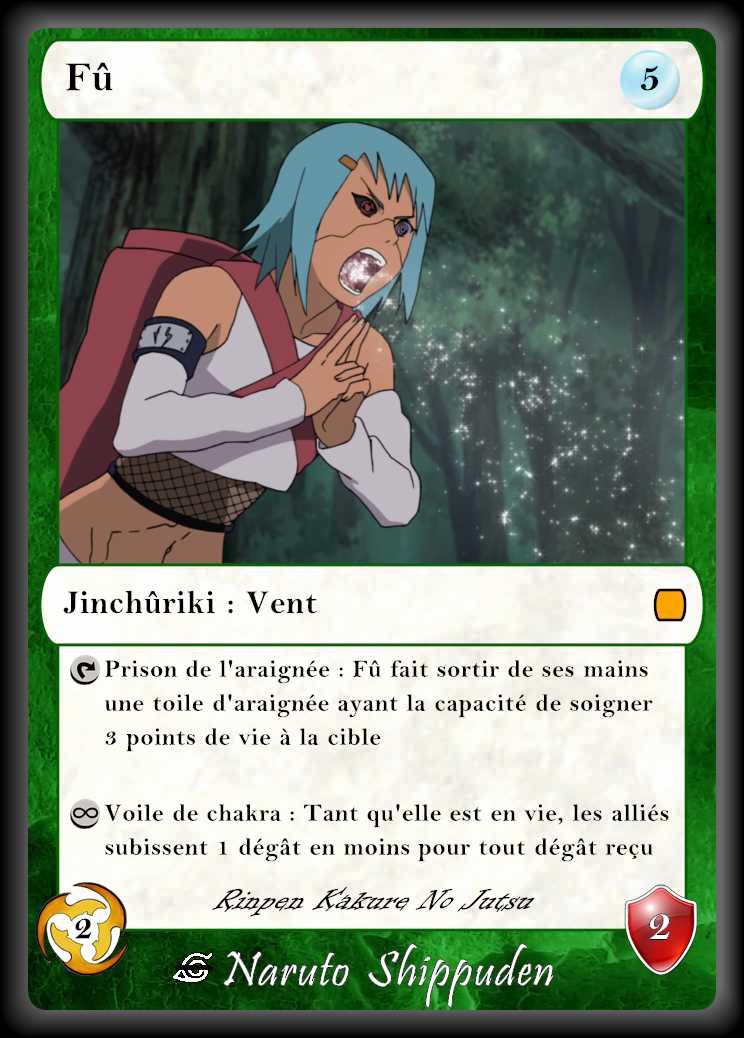 Fû
5
Jinchûriki : Vent
Prison de l'araignée : Fû fait sortir de ses mains
une toile d'araignée ayant la capacité de soigner
3 points de vie à la cible
Voile de chakra : Tant qu'elle est en vie, les alliés
subissent 1 dégât en moins pour tout dégât reçu
Rinpen Kakure No Jutsu
2
2
Naruto Shippuden